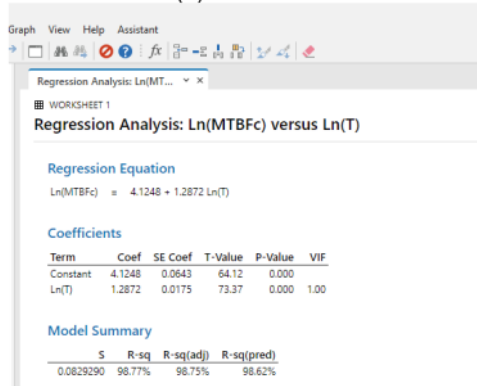 Graph View Help Assistant
fx
Regression Analysis: Ln(MT...
WORKSHEET 1
Regression Analysis: Ln(MTBFc) versus Ln(T)
Regression Equation
Ln(MTBFc) = 4.1248 + 1.2872 Ln(T)
Coefficients
Term Coef SE Coef T-Value P-Value VIF
Constant 4.1248 0.0643 64.12 0.000
Ln(T) 1.2872 0.0175 73.37 0.000 1.00
Model Summary
S R-sq R-sq(adj) R-sq(pred)
0.0829290 98.77% 98.75% 98.62%